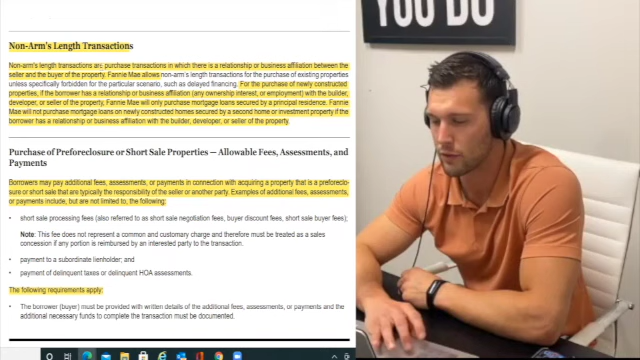 Non-Arm's Length Transactions
Non-arm's length transactions are purchase transactions in which there is a relationship or business affiliation between the
seller and the buyer of the property. Fannie Mae allows non-arm's length transactions for the purchase of existing properties
unless specifically forbidden for the particular scenario, such as delayed financing. For the purchase of newly constructed
properties, if the borrower has a relationship or business affiliation (any ownership interest, or employment) with the builder,
developer, or seller of the property, Fannie Mae will only purchase mortgage loans secured by a principal residence. Fannie
Mae will not purchase mortgage loans on newly constructed homes secured by a second home or investment property if the
borrower has a relationship or business affiliation with the builder, developer, or seller of the property.
Purchase of Preforeclosure or Short Sale Properties — Allowable Fees, Assessments, and
Payments
Borrowers may pay additional fees, assessments, or payments in connection with acquiring a property that is a preforeclo-
sure or short sale that are typically the responsibility of the seller or another party. Examples of additional fees, assessments,
or payments include, but are not limited to, the following:
• short sale processing fees (also referred to as short sale negotiation fees, buyer discount fees, short sale buyer fees);
Note: This fee does not represent a common and customary charge and therefore must be treated as a sales
concession if any portion is reimbursed by an interested party to the transaction.
• payment to a subordinate lienholder; and
• payment of delinquent taxes or delinquent HOA assessments.
The following requirements apply:
• The borrower (buyer) must be provided with written details of the additional fees, assessments, or payments and the
additional necessary funds to complete the transaction must be documented.
YOU DO